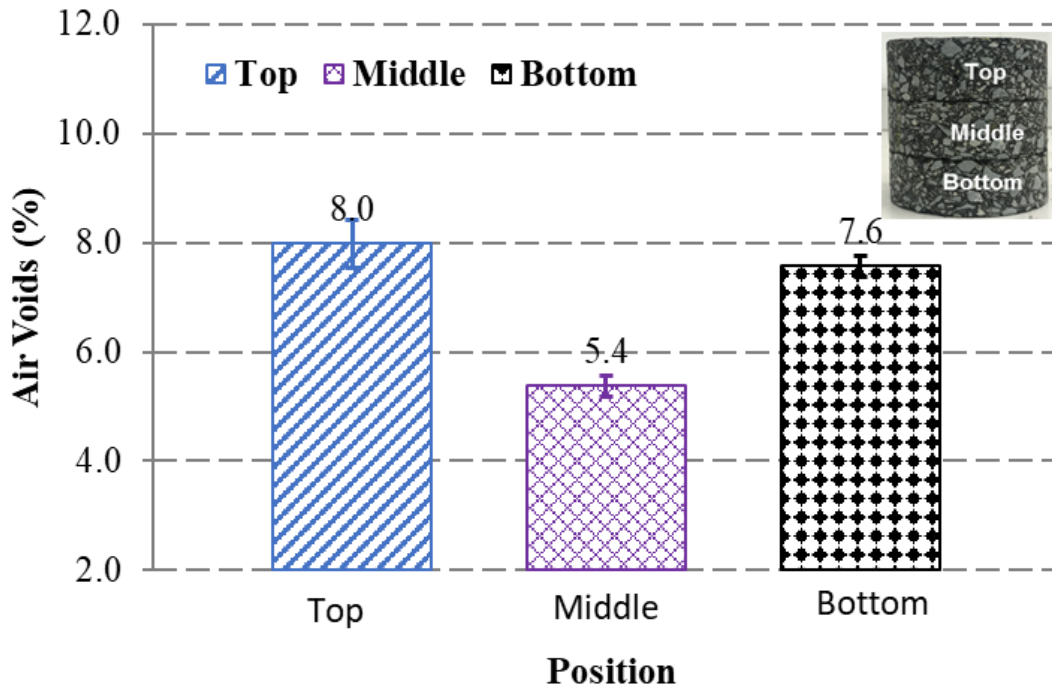 12.0
Top Middle Bottom
Top
Middle
Bottom
10.0
8.0
6.0
4.0
2.0
Air Voids (%)
8.0
5.4
7.6
Top Middle Bottom
Position